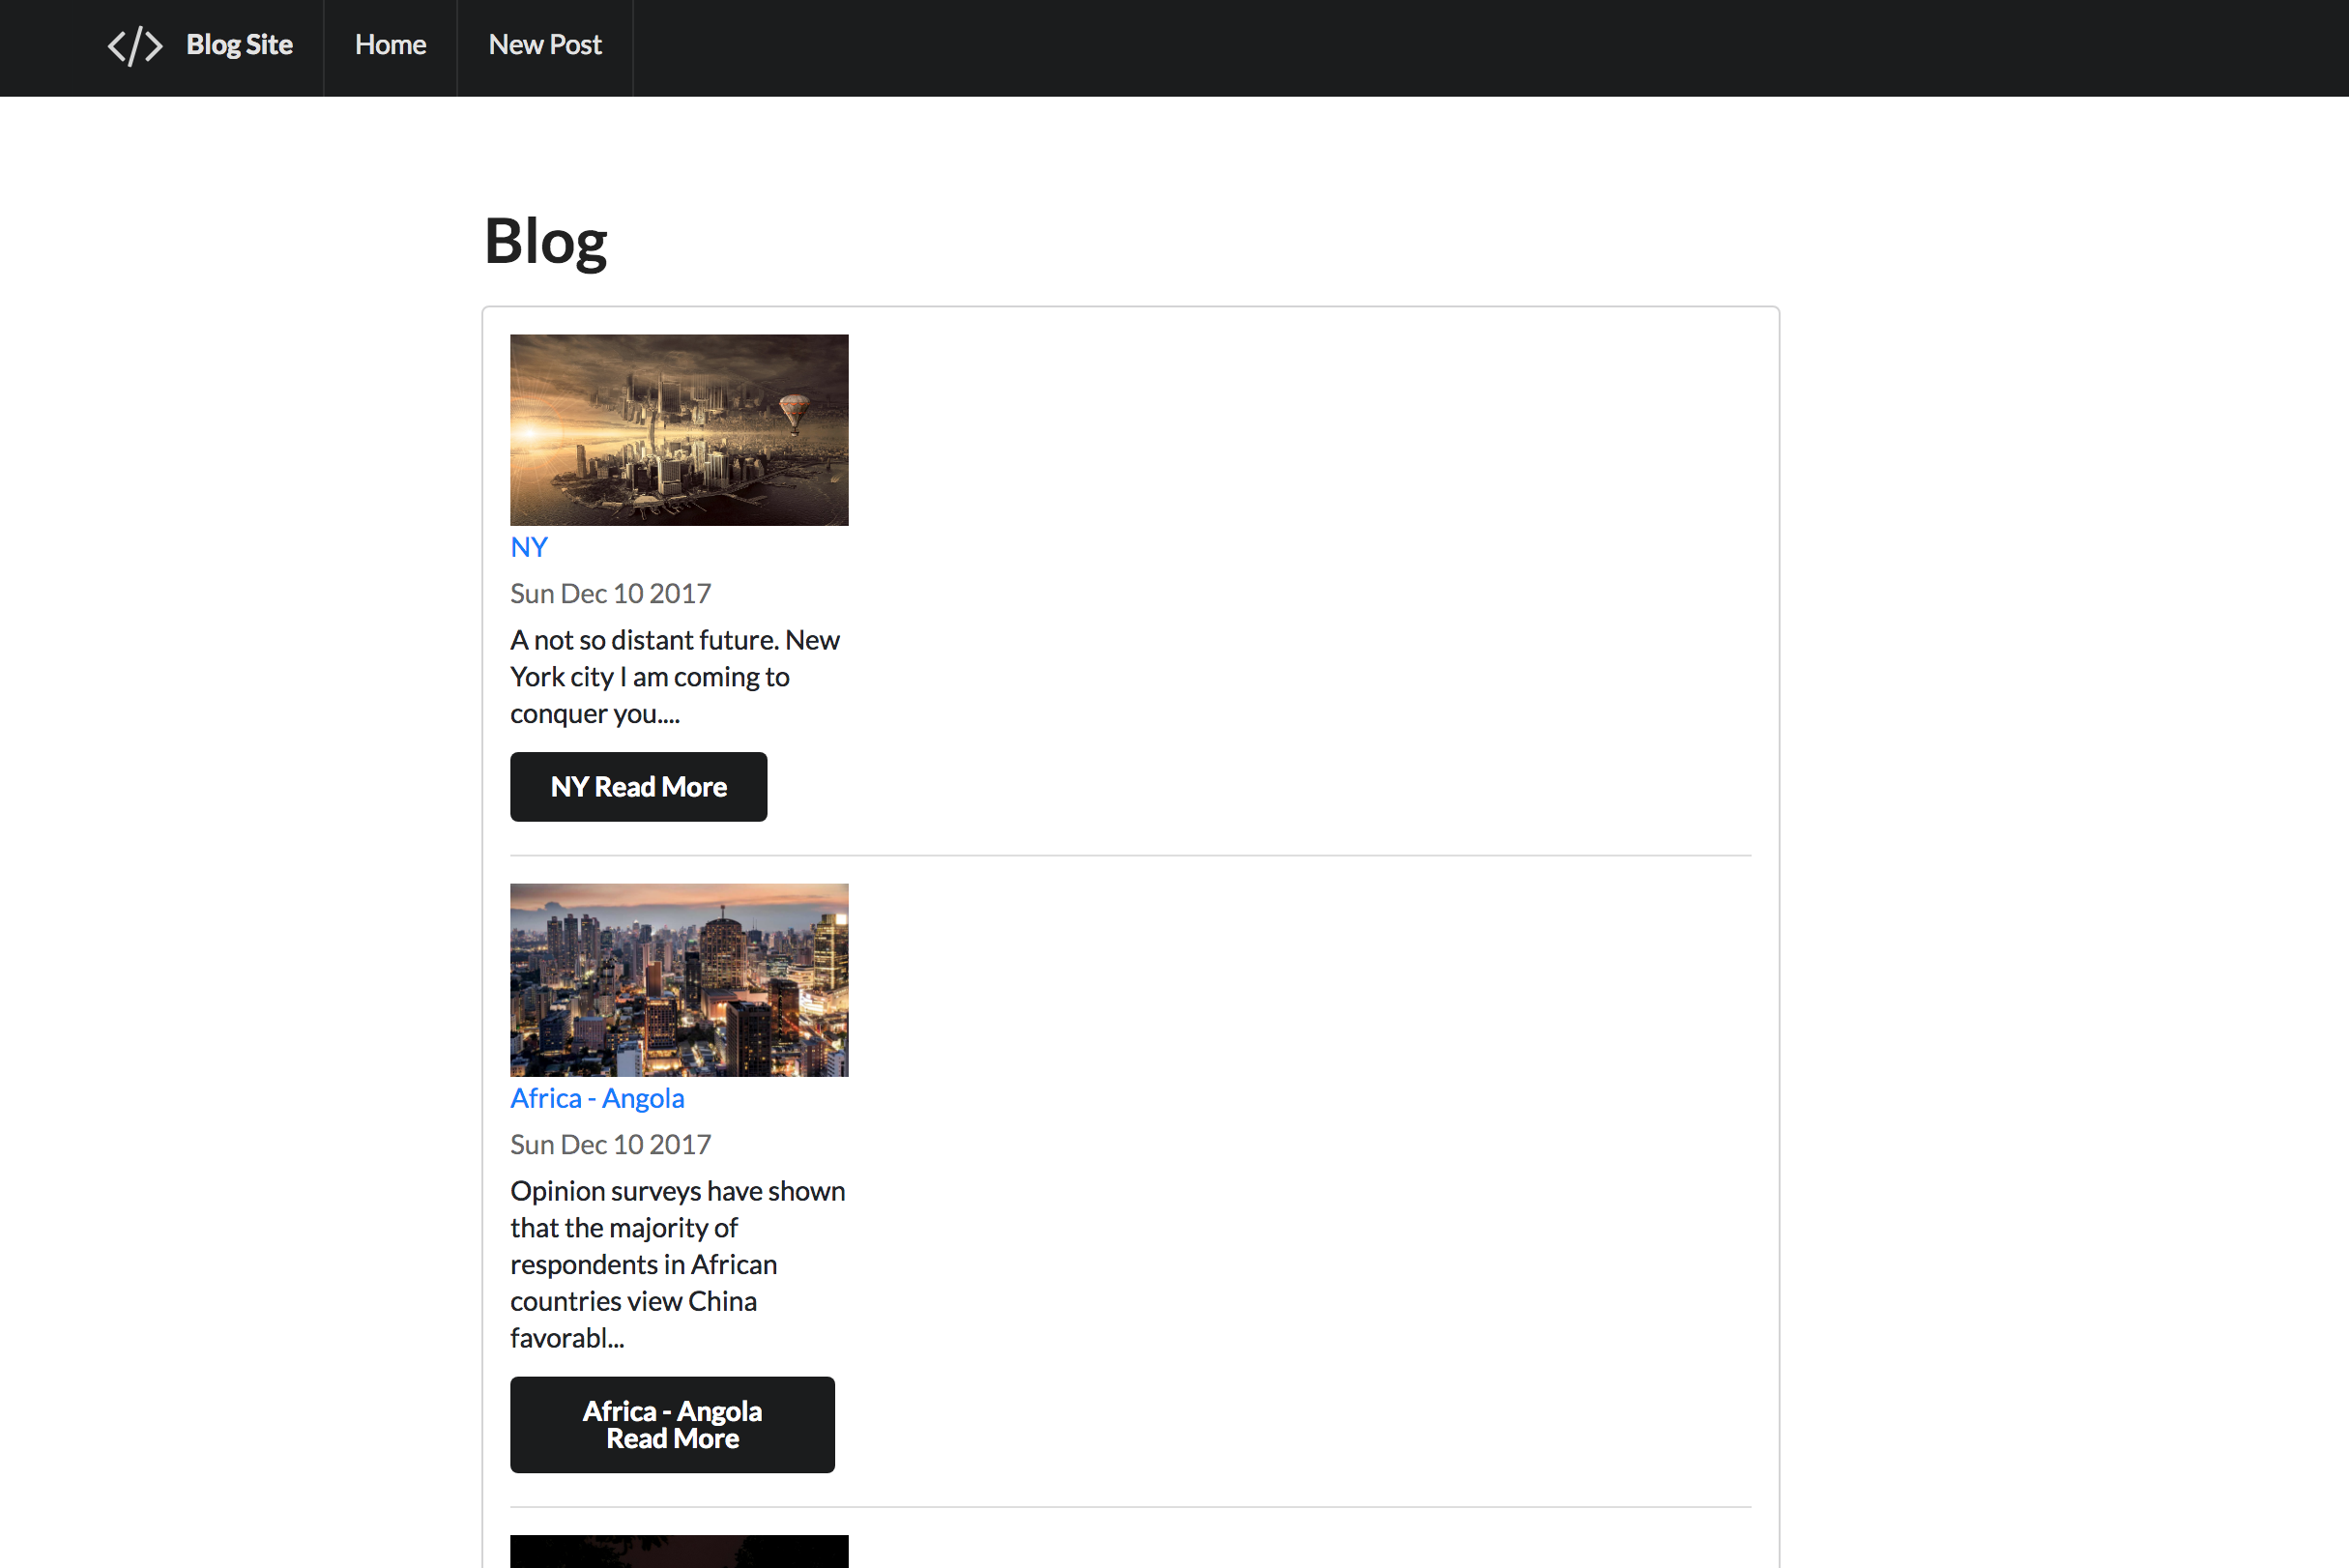 </> Blog Site Home New Post
Blog
NY
Sun Dec 10 2017
A not so distant future. New
York city I am coming to
conquer you....
NY Read More
Africa - Angola
Sun Dec 10 2017
Opinion surveys have shown
that the majority of
respondents in African
countries view China
favorabl...
Africa - Angola
Read More